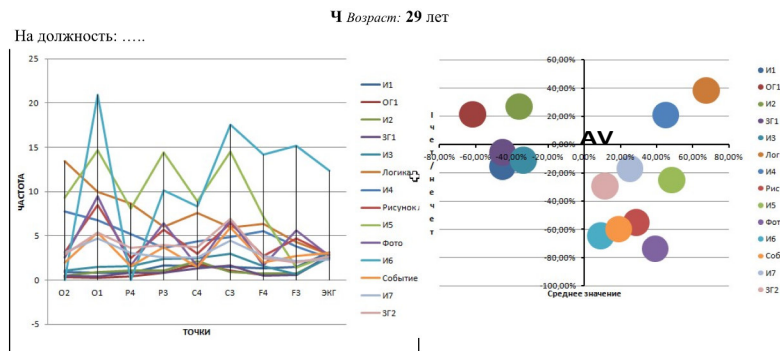 Ч Возраст: 29 лет
На должность: …..
25
20
15
10
5
0
-5
ЧАСТОТА
O2 O1 P4 P3 C4 C3 F4 F3 ЭКГ
ТОЧКИ
И1
ОГ1
И2
ЗГ1
И3
Логика
И4
Рисунок
И5
Фото
И6
Событие
И7
ЗГ2
60,00%
40,00%
20,00%
0,00%
-20,00%
-40,00%
-60,00%
-80,00%
-100,00%
-80,00% -60,00% -40,00% -20,00% 0,00% 20,00% 40,00% 60,00% 80,00%
AV
чет/нечет
Среднее значение
И1
ОГ1
И2
ЗГ1
И3
Лог
И4
Рис
И5
Фот
И6
Соб
И7
ЗГ2